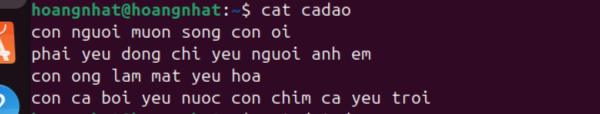 hoangnhat@hoangnhat:~$ cat cadao
con nguoi muon song con oi
phai yeu dong chi yeu nguoi anh em
con ong lam mat yeu hoa
con ca boi yeu nuoc con chim ca yeu troi